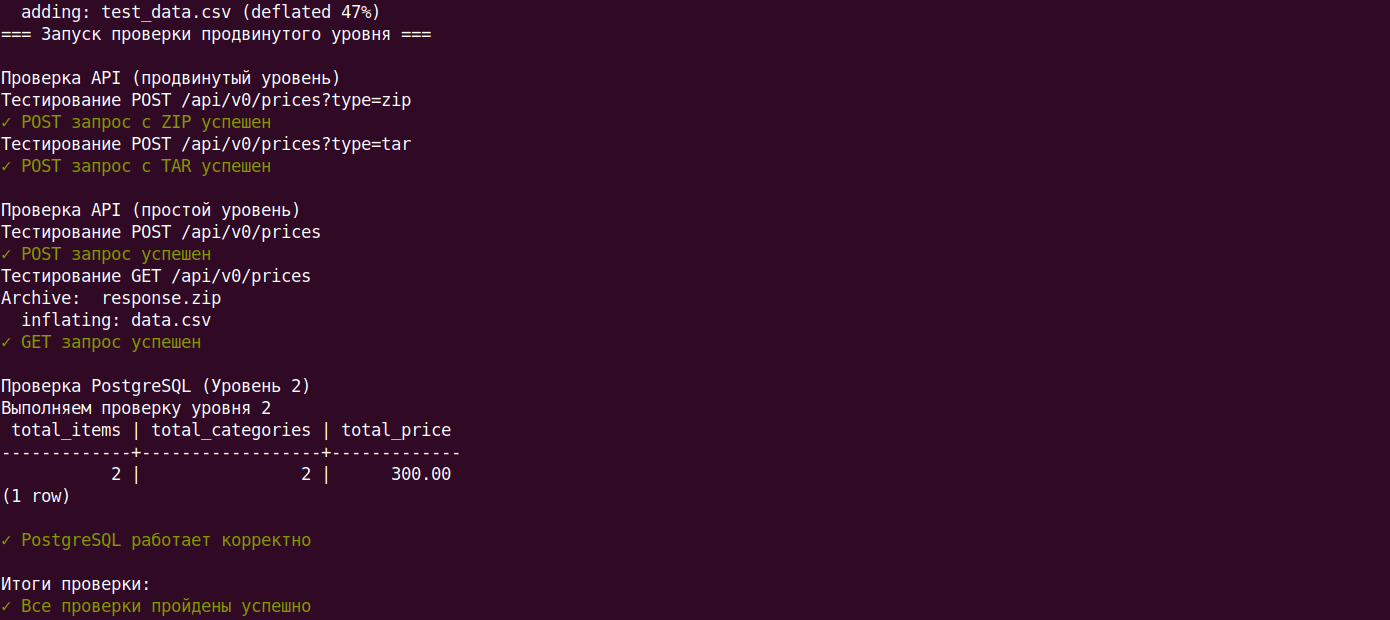 adding: test_data.csv (deflated 47%)
=== Запуск проверки продвинутого уровня ===
Проверка API (продвинутый уровень)
Тестирование POST /api/v0/prices?type=zip
✓ POST запрос с ZIP успешен
Тестирование POST /api/v0/prices?type=tar
✓ POST запрос с TAR успешен
Проверка API (простой уровень)
Тестирование POST /api/v0/prices
✓ POST запрос успешен
Тестирование GET /api/v0/prices
Archive:  response.zip
  inflating: data.csv
✓ GET запрос успешен
Проверка PostgreSQL (Уровень 2)
Выполняем проверку уровня 2
 total_items | total_categories | total_price
-------------+------------------+-------------
           2 |                2 |      300.00
(1 row)
✓ PostgreSQL работает корректно
Итоги проверки:
✓ Все проверки пройдены успешно